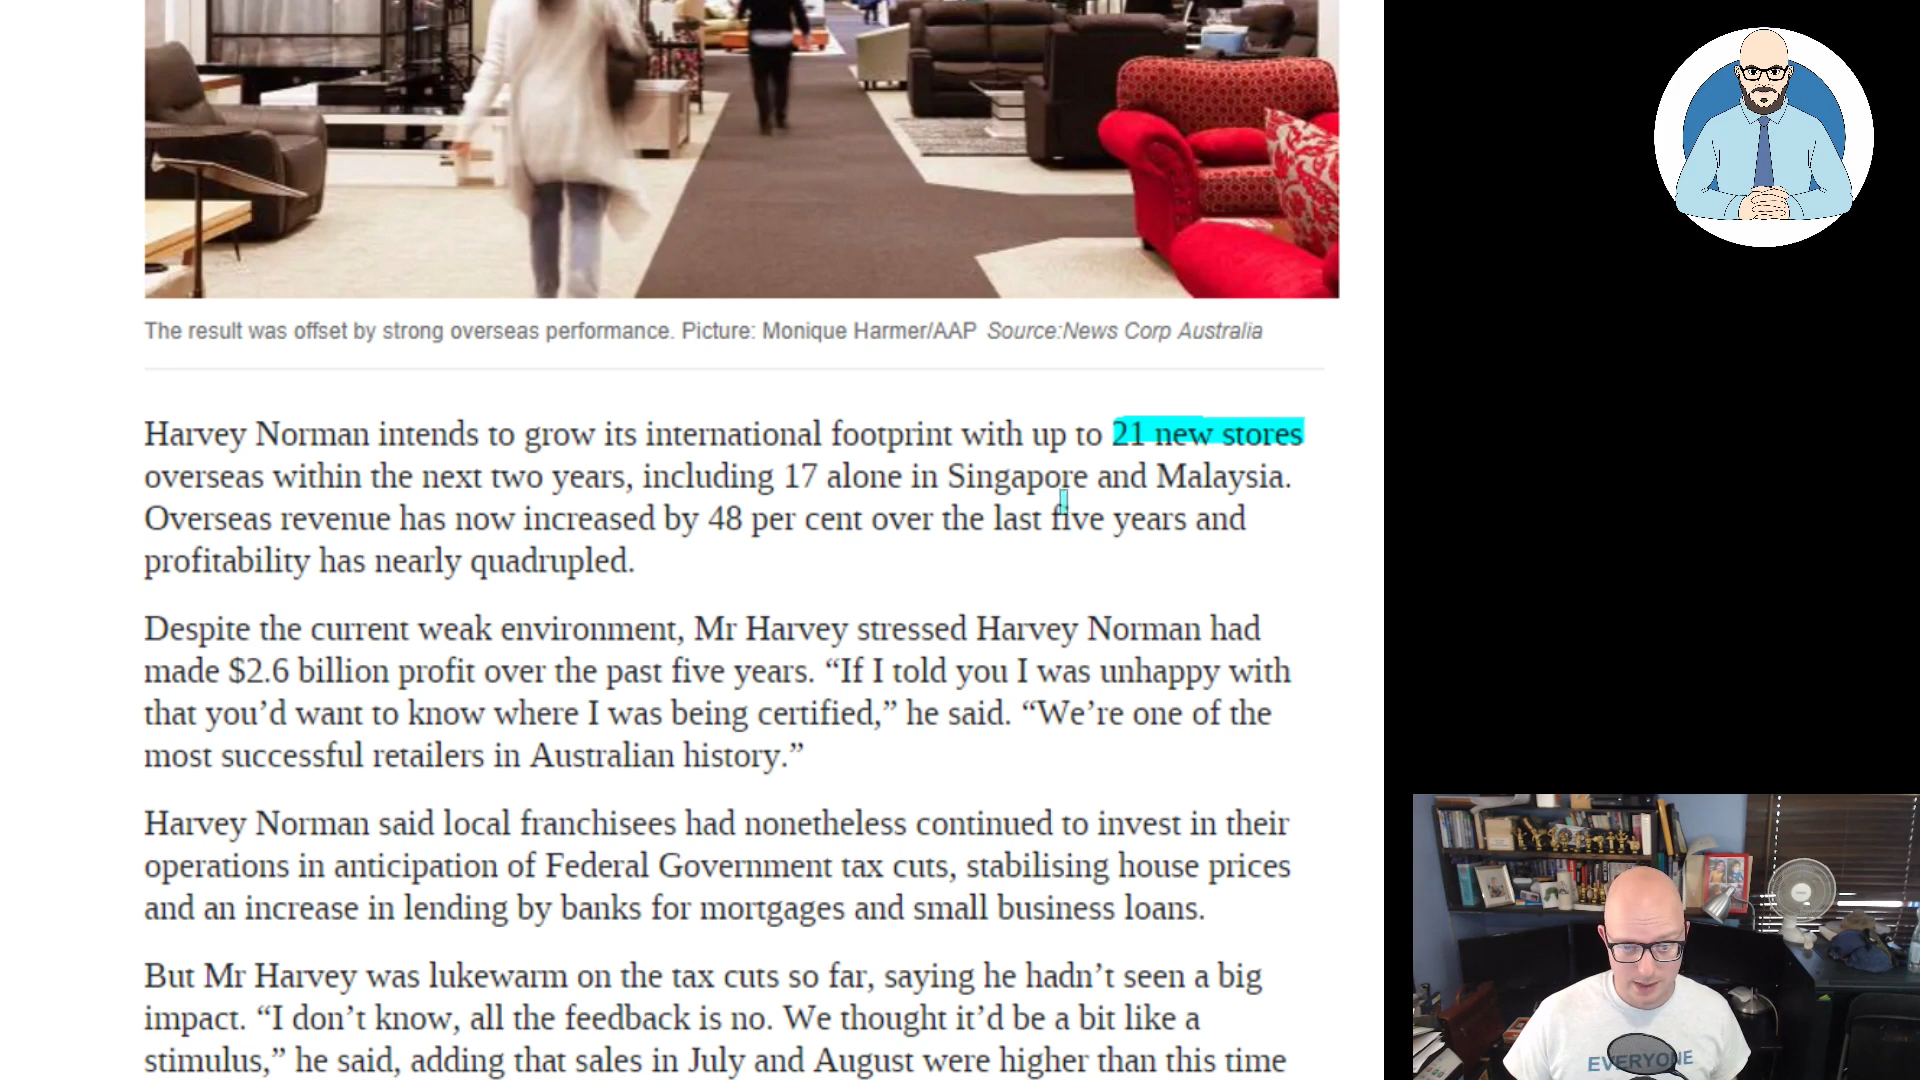 The result was offset by strong overseas performance. Picture: Monique Harmer/AAP Source:News Corp Australia
Harvey Norman intends to grow its international footprint with up to 21 new stores
overseas within the next two years, including 17 alone in Singapore and Malaysia.
Overseas revenue has now increased by 48 per cent over the last five years and
profitability has nearly quadrupled.
Despite the current weak environment, Mr Harvey stressed Harvey Norman had
made $2.6 billion profit over the past five years. “If I told you I was unhappy with
that you’d want to know where I was being certified,” he said. “We’re one of the
most successful retailers in Australian history.”
Harvey Norman said local franchisees had nonetheless continued to invest in their
operations in anticipation of Federal Government tax cuts, stabilising house prices
and an increase in lending by banks for mortgages and small business loans.
But Mr Harvey was lukewarm on the tax cuts so far, saying he hadn’t seen a big
impact. “I don’t know, all the feedback is no. We thought it’d be a bit like a
stimulus,” he said, adding that sales in July and August were higher than this time
EVERYONE